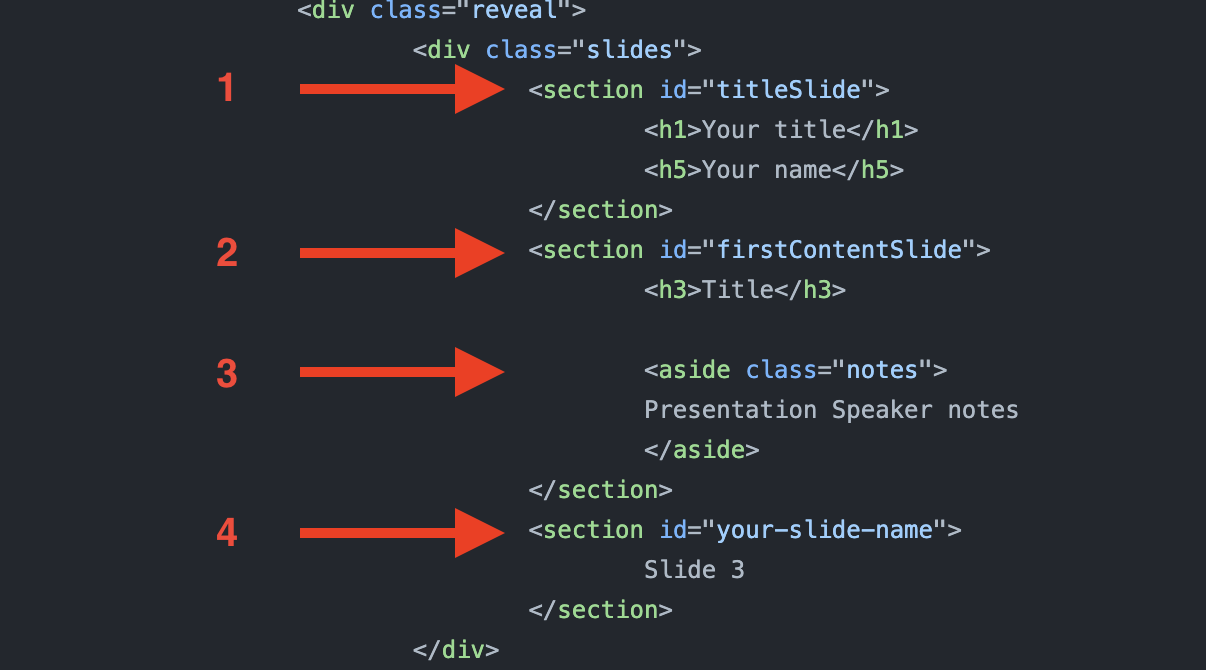 <div class="reveal">
<div class="slides">
1 <section id="titleSlide">
<h1>Your title</h1>
<h5>Your name</h5>
</section>
2 <section id="firstContentSlide">
<h3>Title</h3>
3 <aside class="notes">
Presentation Speaker notes
</aside>
</section>
4 <section id="your-slide-name">
Slide 3
</section>
</div>